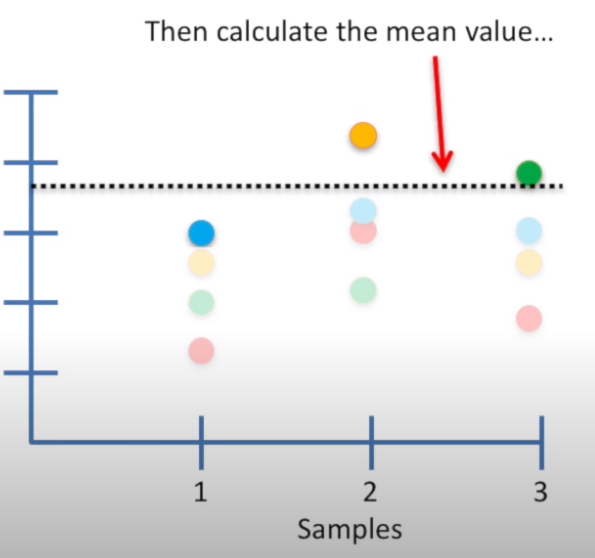 Then calculate the mean value...
1 2 3
Samples